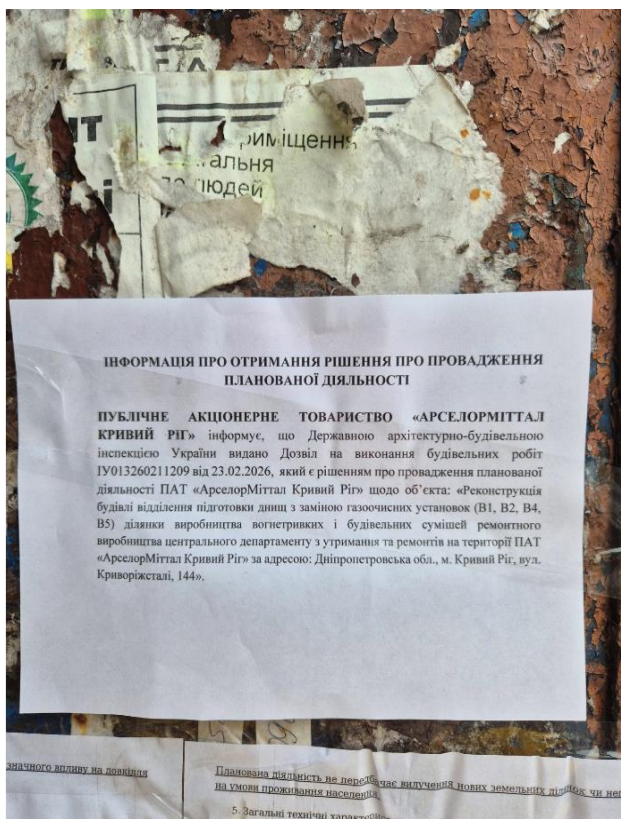 ИТ
і
риміщення
гальня
людей
ІНФОРМАЦІЯ ПРО ОТРИМАННЯ РІШЕННЯ ПРО ПРОВАДЖЕННЯ
ПЛАНОВАНОЇ ДІЯЛЬНОСТІ
ПУБЛІЧНЕ АКЦІОНЕРНЕ ТОВАРИСТВО «АРСЕЛОРМІТТАЛ
КРИВИЙ РІГ» інформує, що Державною архітектурно-будівельною
інспекцією України видано Дозвіл на виконання будівельних робіт
ІУ013260211209 від 23.02.2026, який є рішенням про провадження планованої
діяльності ПАТ «АрселорМіттал Кривий Ріг» щодо об’єкта: «Реконструкція
будівлі відділення підготовки днищ з заміною газоочисних установок (В1, В2, В4,
В5) ділянки виробництва вогнетривких і будівельних сумішей ремонтного
виробництва центрального департаменту з утримання та ремонтів на території ПАТ
«АрселорМіттал Кривий Ріг» за адресою: Дніпропетровська обл., м. Кривий Ріг, вул.
Криворіжсталі, 144».
значного впливу на довкілля
Планована діяльність не передбачає вилучення нових земельних ділянок чи
на умови проживання населення.
5. Загальні технічні